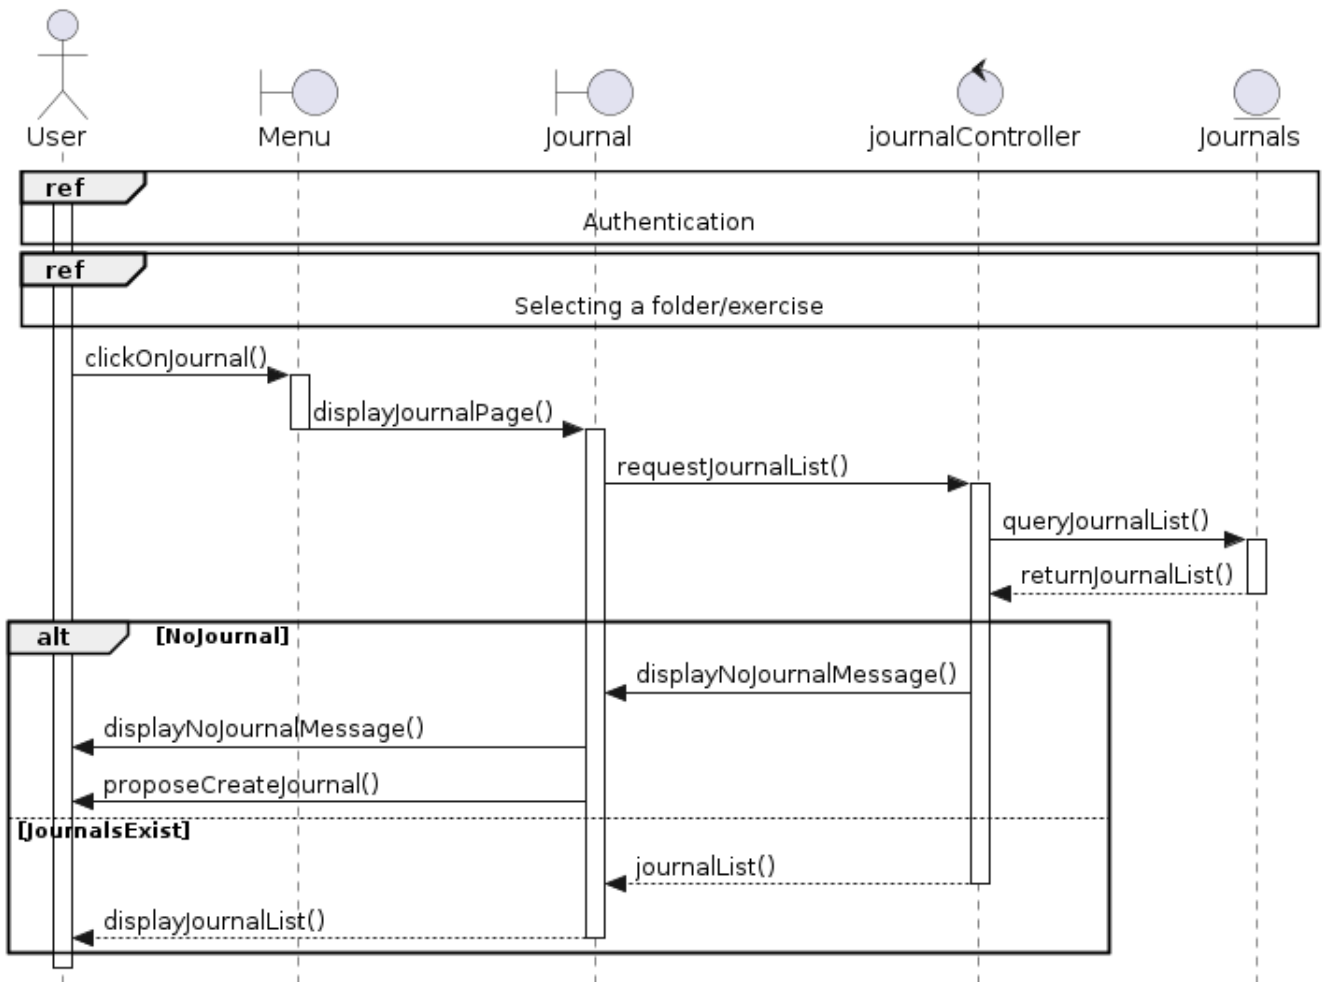 User
Menu
Journal
journalController
Journals
ref
Authentication
ref
Selecting a folder/exercise
clickOnJournal()
displayJournalPage()
requestJournalList()
queryJournalList()
returnJournalList()
alt [NoJournal]
displayNoJournalMessage()
displayNoJournalMessage()
proposeCreateJournal()
[JournalsExist]
journalList()
displayJournalList()